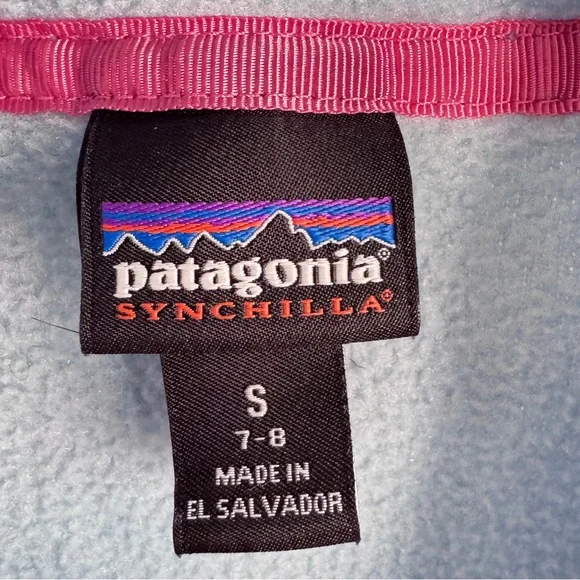 patagonia®
SYNCHILLA®
S
7-8
MADE IN
EL SALVADOR